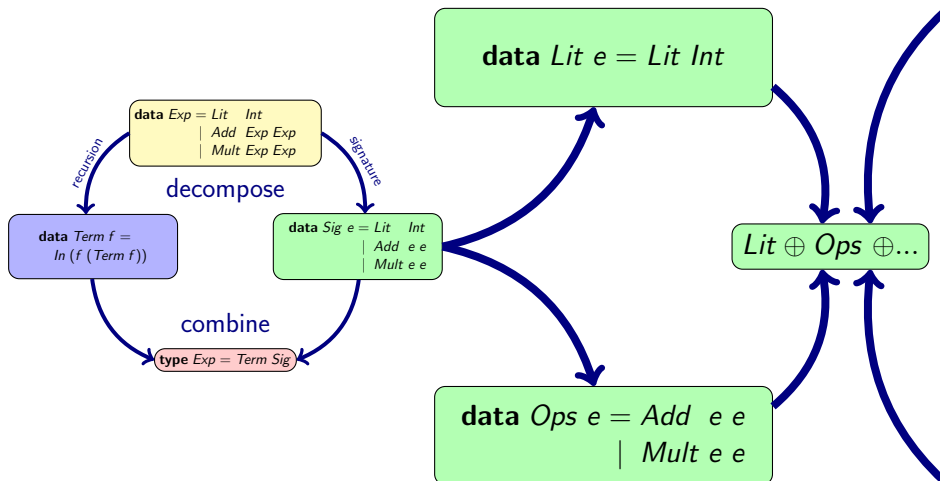 data Exp = Lit Int
| Add Exp Exp
| Mult Exp Exp
recursion
signature
decompose
data Term f =
In (f (Term f))
data Sig e = Lit Int
| Add e e
| Mult e e
combine
type Exp = Term Sig
data Lit e = Lit Int
data Ops e = Add e e
| Mult e e
Lit ⊕ Ops ⊕...